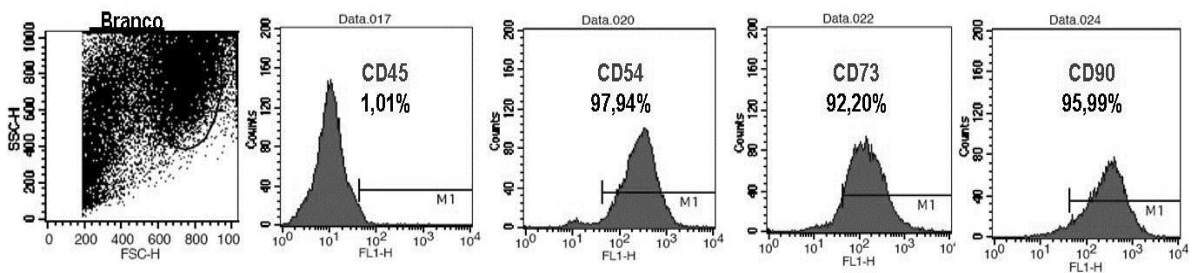 Branco
1000
800
600
400
200
0
SSC-H
0 200 400 600 800 100
FSC-H
Data.017
200
160
120
80
40
0
Counts
CD45
1,01%
M1
10⁰ 10¹ 10² 10³ 10⁴
FL1-H
Data.020
200
160
120
80
40
0
Counts
CD54
97,94%
M1
10⁰ 10¹ 10² 10³ 10⁴
FL1-H
Data.022
200
160
120
80
40
0
Counts
CD73
92,20%
M1
10⁰ 10¹ 10² 10³ 10⁴
FL1-H
Data.024
200
160
120
80
40
0
Counts
CD90
95,99%
M1
10⁰ 10¹ 10² 10³ 10⁴
FL1-H